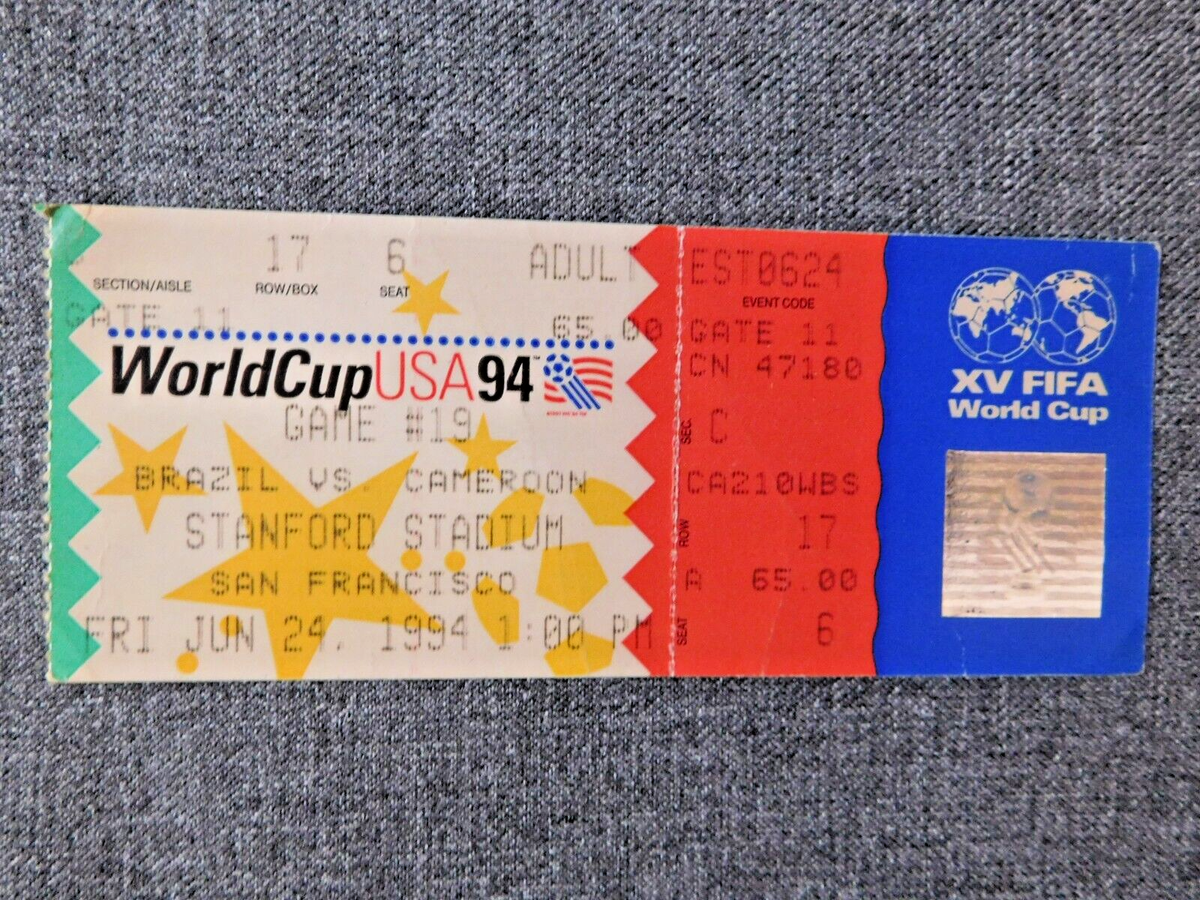 17 6 ADULT
SECTION/AISLE ROW/BOX SEAT
GATE 11 65.00
WorldCupUSA94™
GAME #19
BRAZIL VS. CAMEROON
STANFORD STADIUM
SAN FRANCISCO
FRI JUN 24, 1994 1:00 PM
EST0624
EVENT CODE
GATE 11
CN 47180
SEC. C
CA210WBS
ROW 17
A 65.00
SEAT 6
XV FIFA
World Cup